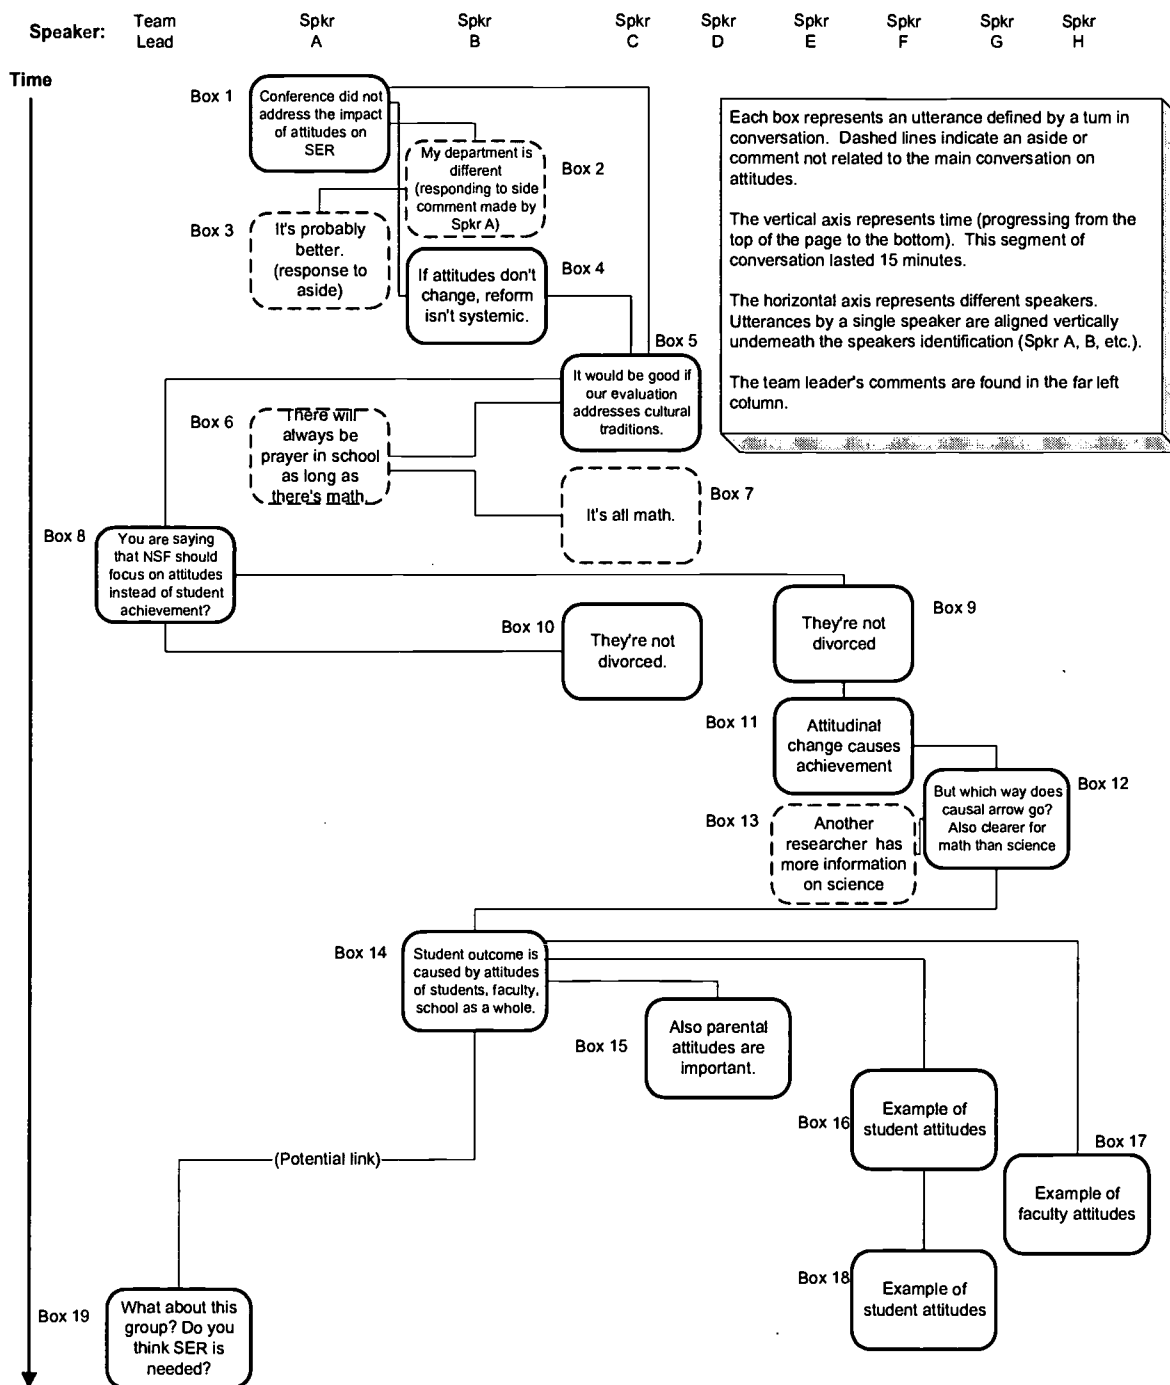 Speaker:
Team
Lead
Spkr
A
Spkr
B
Spkr
C
Spkr
D
Spkr
E
Spkr
F
Spkr
G
Spkr
H
Time
Box 1
Conference did not
address the impact
of attitudes on
SER
Each box represents an utterance defined by a turn in
conversation. Dashed lines indicate an aside or
comment not related to the main conversation on
attitudes.
The vertical axis represents time (progressing from the
top of the page to the bottom). This segment of
conversation lasted 15 minutes.
The horizontal axis represents different speakers.
Utterances by a single speaker are aligned vertically
underneath the speakers identification (Spkr A, B, etc.).
The team leader's comments are found in the far left
column.
My department is
different
(responding to side
comment made by
Spkr A)
Box 2
Box 3
It's probably
better.
(response to
aside)
Box 4
If attitudes don't
change, reform
isn't systemic.
Box 5
It would be good if
our evaluation
addresses cultural
traditions.
Box 6
There will
always be
prayer in school
as long as
there's math.
Box 7
It's all math.
Box 8
You are saying
that NSF should
focus on attitudes
instead of student
achievement?
Box 9
They're not
divorced
Box 10
They're not
divorced.
Box 11
Attitudinal
change causes
achievement
Box 12
But which way does
causal arrow go?
Also clearer for
math than science
Box 13
Another
researcher has
more information
on science
Box 14
Student outcome is
caused by attitudes
of students, faculty,
school as a whole.
Box 15
Also parental
attitudes are
important.
Box 16
Example of
student attitudes
Box 17
Example of
faculty attitudes
(Potential link)
Box 18
Example of
student attitudes
Box 19
What about this
group? Do you
think SER is
needed?